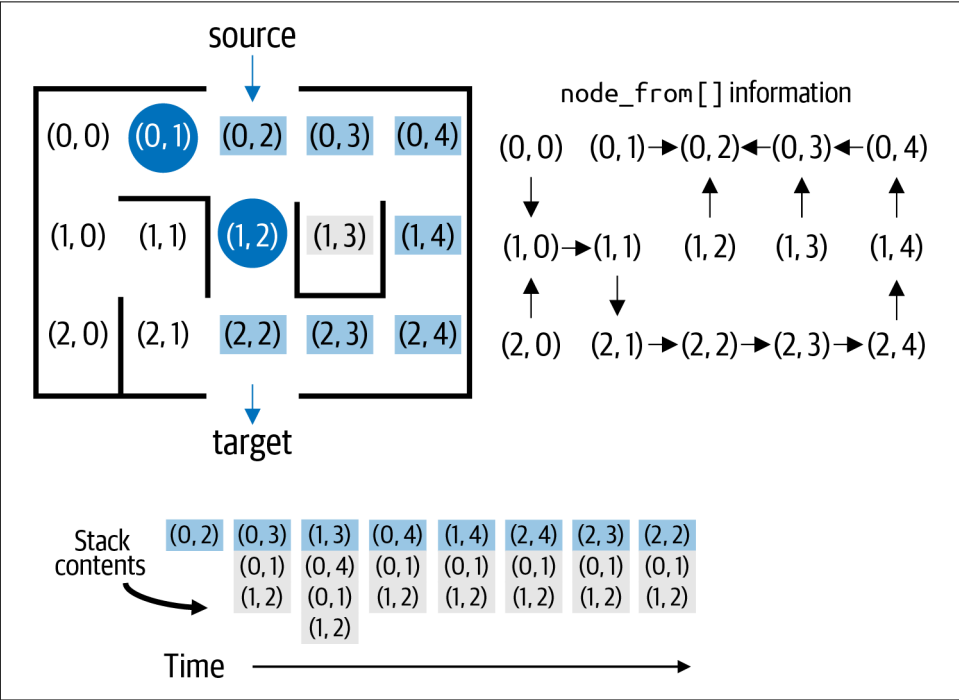 source
(0, 0) (0, 1) (0, 2) (0, 3) (0, 4)
(1, 0) (1, 1) (1, 2) (1, 3) (1, 4)
(2, 0) (2, 1) (2, 2) (2, 3) (2, 4)
target
node_from[] information
(0, 0) (0, 1) (0, 2) (0, 3) (0, 4)
(1, 0) (1, 1) (1, 2) (1, 3) (1, 4)
(2, 0) (2, 1) (2, 2) (2, 3) (2, 4)
Stack
contents
(0, 2) (0, 3) (1, 3) (0, 4) (1, 4) (2, 4) (2, 3) (2, 2)
(0, 1) (0, 4) (0, 1) (0, 1) (0, 1) (0, 1) (0, 1)
(1, 2) (0, 1) (1, 2) (1, 2) (1, 2) (1, 2) (1, 2)
(1, 2)
Time